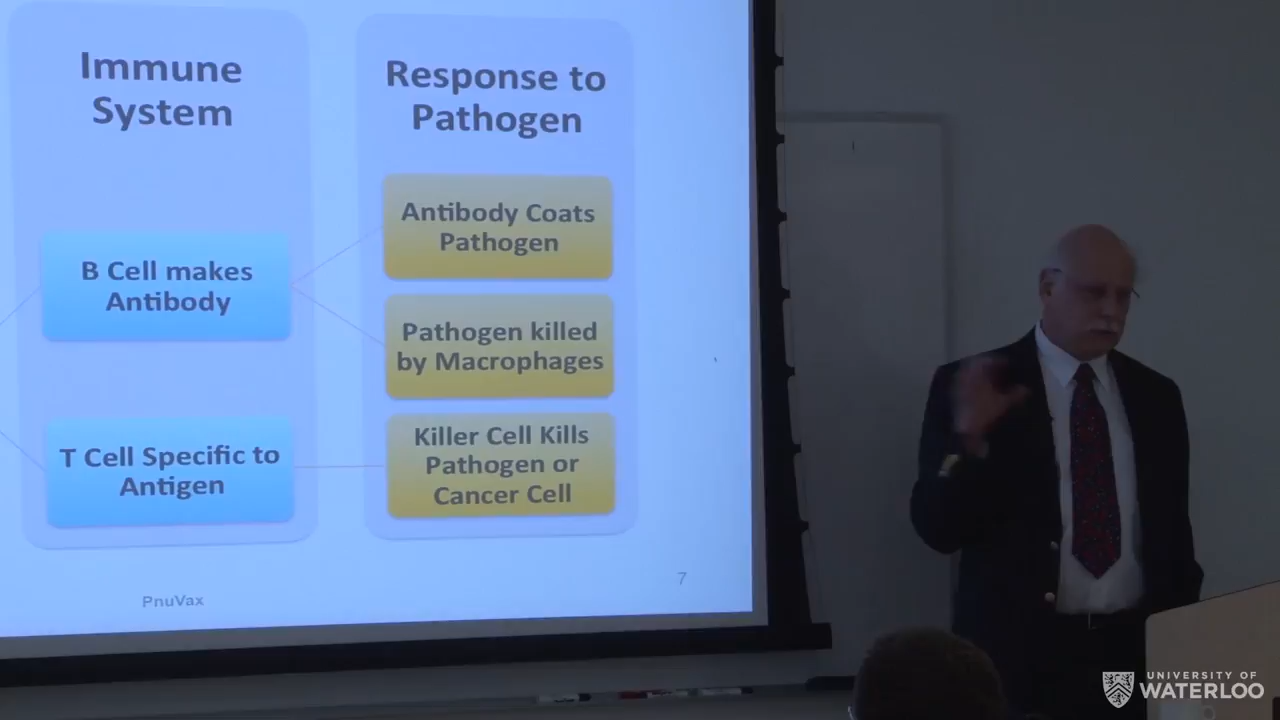 Immune
System
Response to
Pathogen
B Cell makes
Antibody
T Cell Specific to
Antigen
Antibody Coats
Pathogen
Pathogen killed
by Macrophages
Killer Cell Kills
Pathogen or
Cancer Cell
PnuVax
7
UNIVERSITY OF
WATERLOO